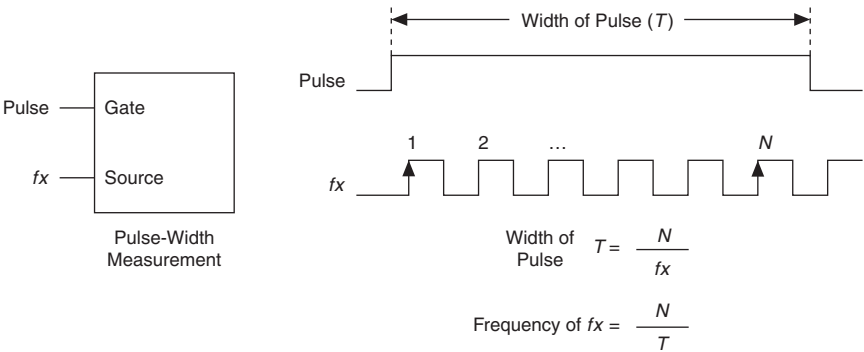 Width of Pulse (T)
Pulse
Pulse
Gate
1 2 … N
fx
Source
fx
Pulse-Width
Measurement
Width of
Pulse
T = N
fx
Frequency of fx = N
T